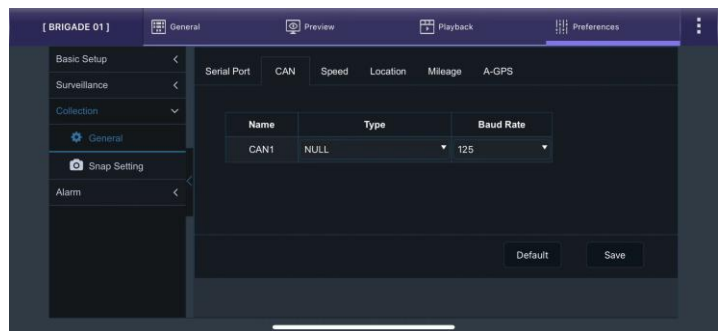 [ BRIGADE 01 ] General Preview Playback Preferences
Basic Setup
Surveillance
Collection
General
Snap Setting
Alarm
Serial Port CAN Speed Location Mileage A-GPS
Name Type Baud Rate
CAN1 NULL 125
Default Save